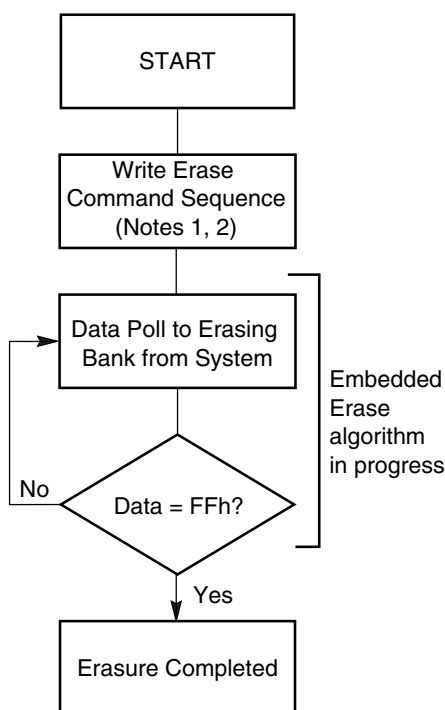 START
Write Erase
Command Sequence
(Notes 1, 2)
Data Poll to Erasing
Bank from System
Embedded
Erase
algorithm
in progress
No
Data = FFh?
Yes
Erasure Completed